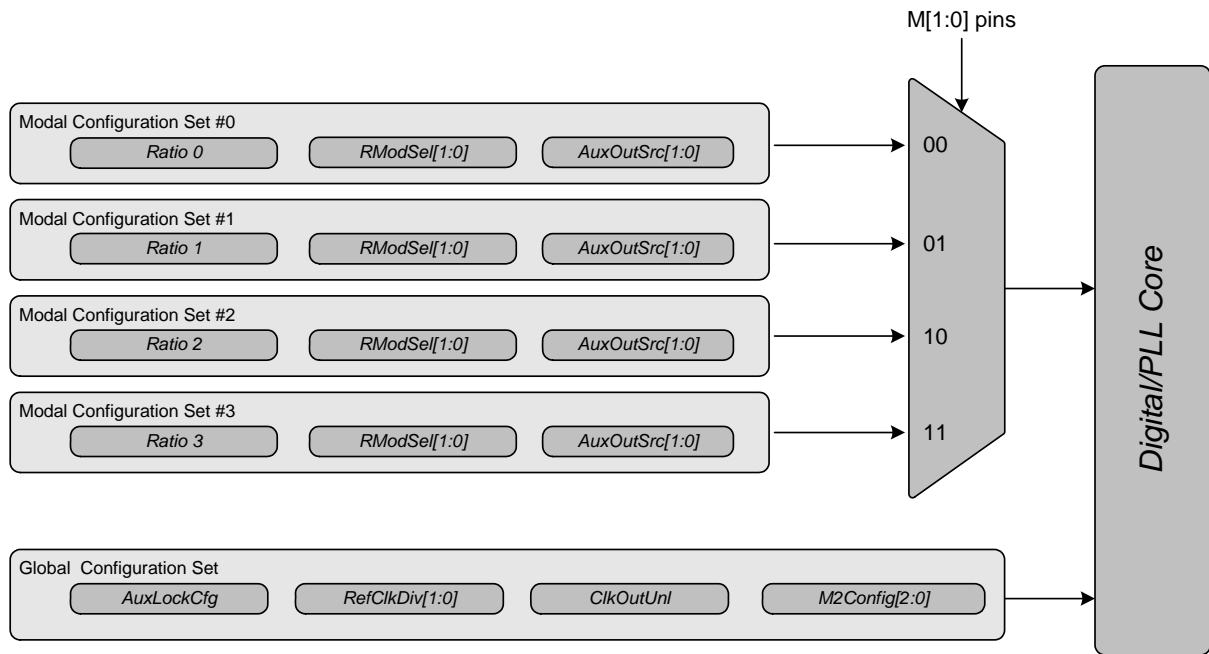 M[1:0] pins
Modal Configuration Set #0
Ratio 0 RModSel[1:0] AuxOutSrc[1:0]
00
Modal Configuration Set #1
Ratio 1 RModSel[1:0] AuxOutSrc[1:0]
01
Modal Configuration Set #2
Ratio 2 RModSel[1:0] AuxOutSrc[1:0]
10
Modal Configuration Set #3
Ratio 3 RModSel[1:0] AuxOutSrc[1:0]
11
Digital/PLL Core
Global Configuration Set
AuxLockCfg RefClkDiv[1:0] ClkOutUnl M2Config[2:0]